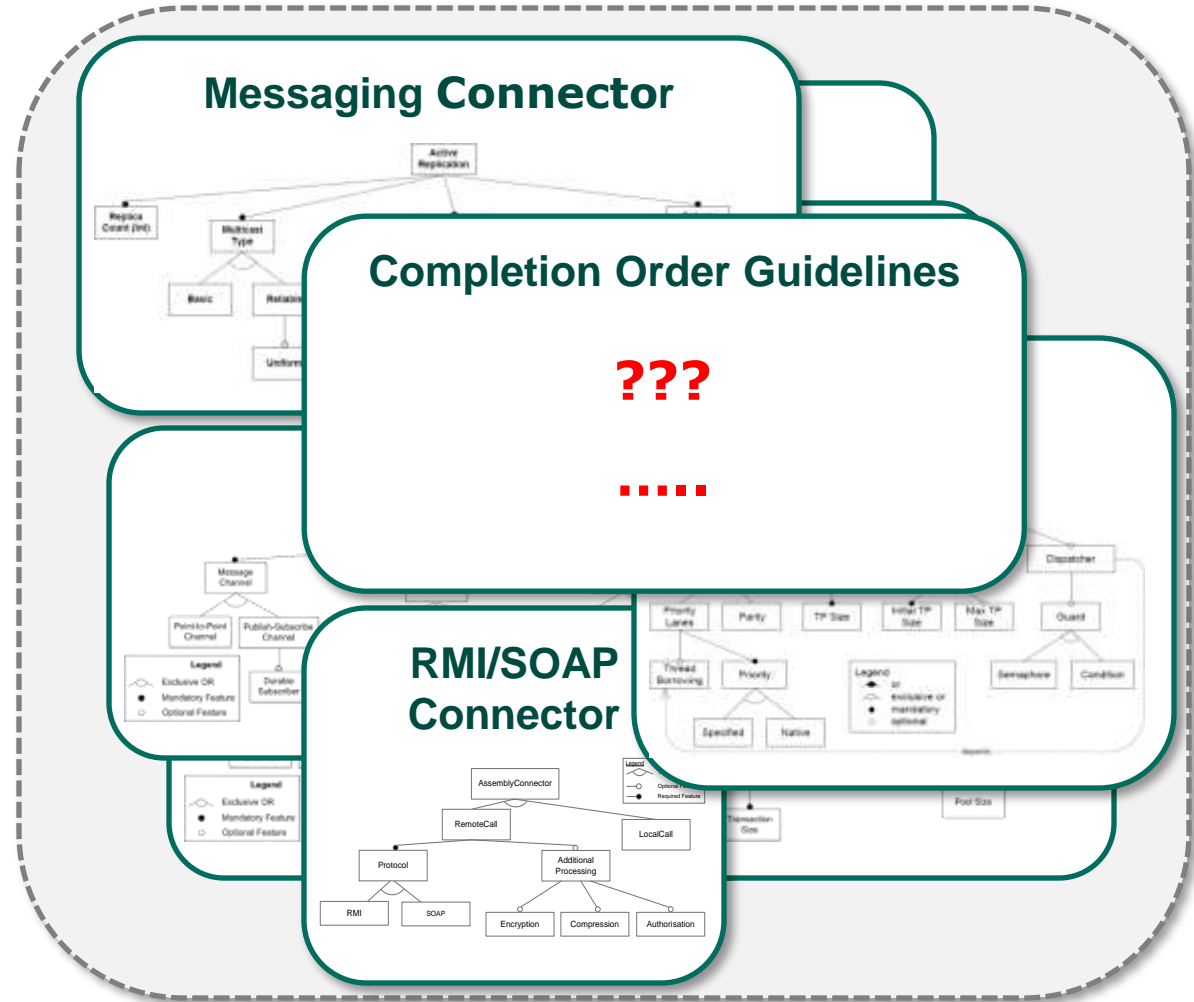 Messaging Connector
Active
Replication
Replica
Count (Int)
Multicast
Type
Basic
Reliable
Uniform
Completion Order Guidelines
???
.....
Message
Channel
Point-to-Point
Channel
Publish-Subscribe
Channel
Legend
Exclusive OR
Mandatory Feature
Optional Feature
Durable
Subscriber
Dispatcher
Priority
Lanes
Party
TP Size
Initial TP
Size
Max TP
Size
Guard
Thread
Borrowing
Priority
Legend
or
exclusive or
mandatory
optional
Semaphore
Condition
Specified
Native
RMI/SOAP
Connector
Legend
Optional
Required Feature
AssemblyConnector
RemoteCall
LocalCall
Protocol
Additional
Processing
RMI
SOAP
Encryption
Compression
Authorisation
Legend
Exclusive OR
Mandatory Feature
Optional Feature
Transaction
Size
Pool Size